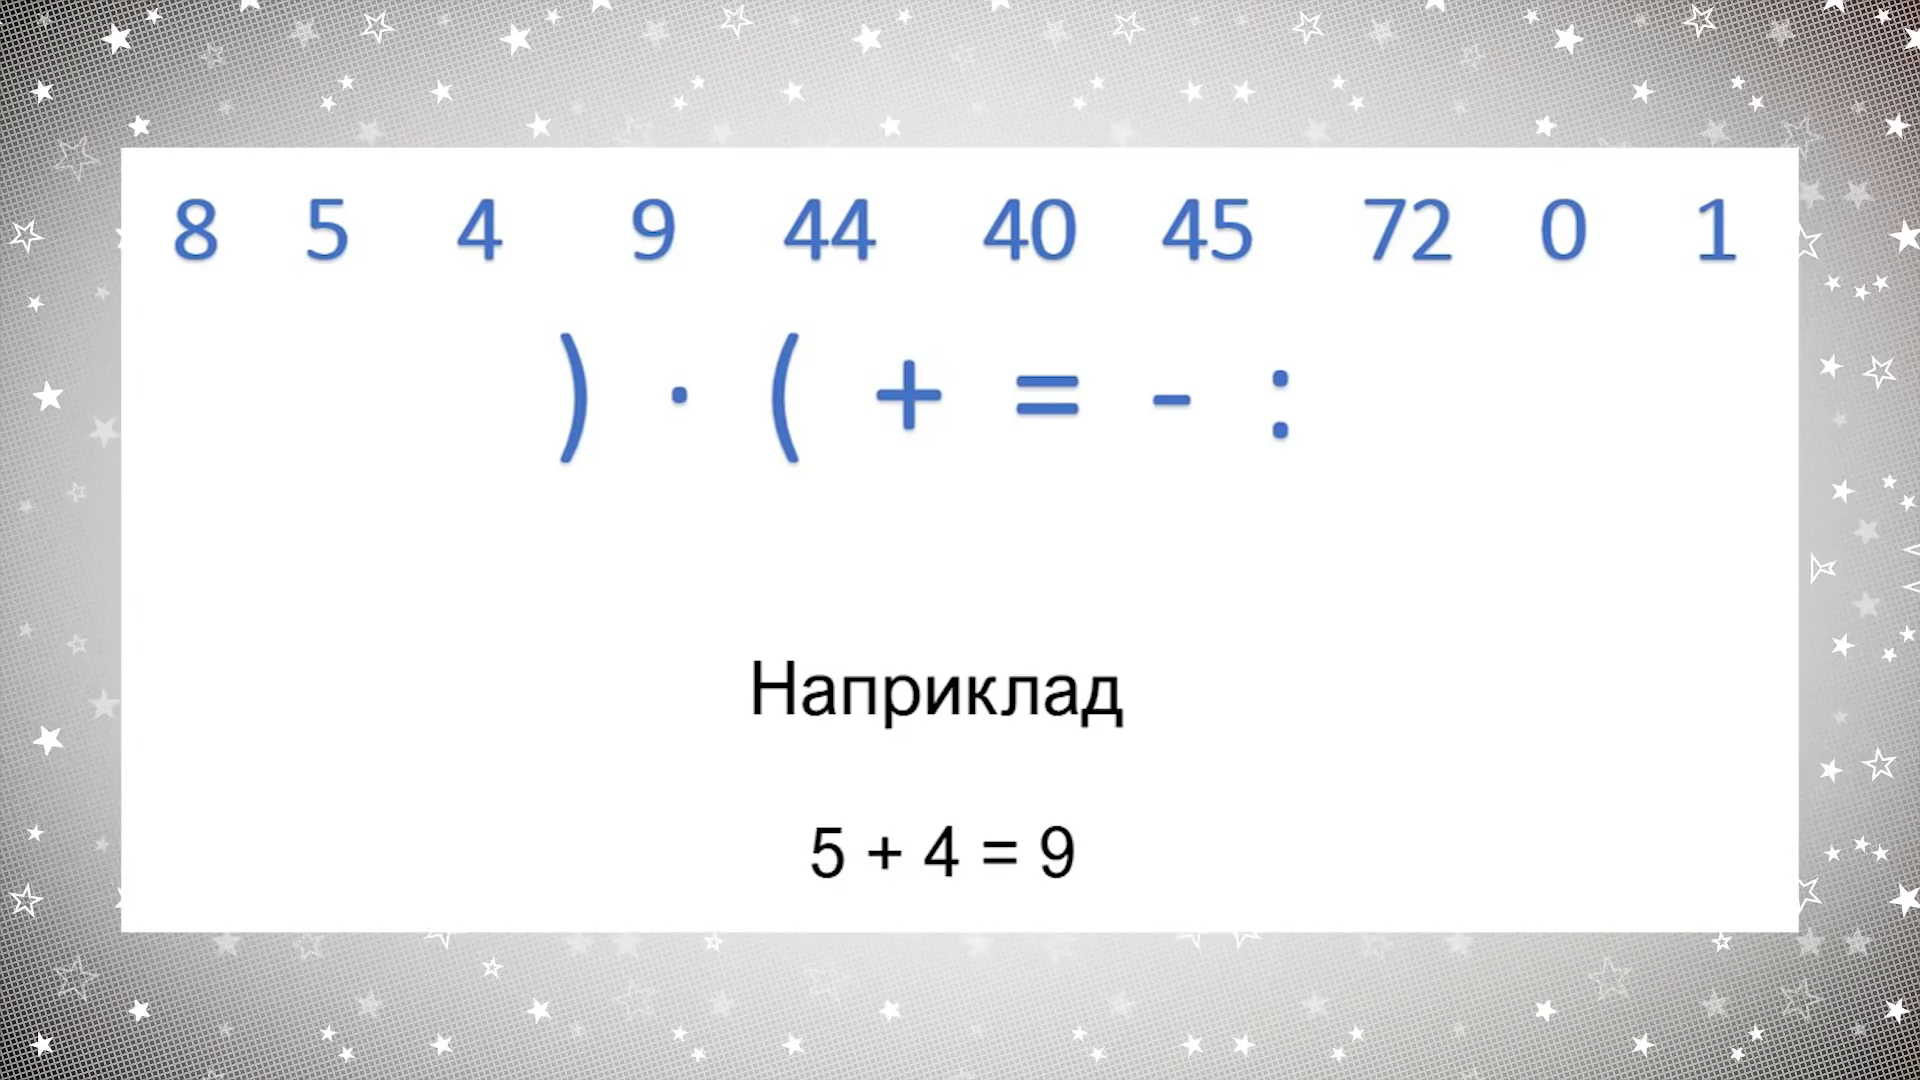 8 5 4 9 44 40 45 72 0 1
) · ( + = - :
Наприклад
5 + 4 = 9